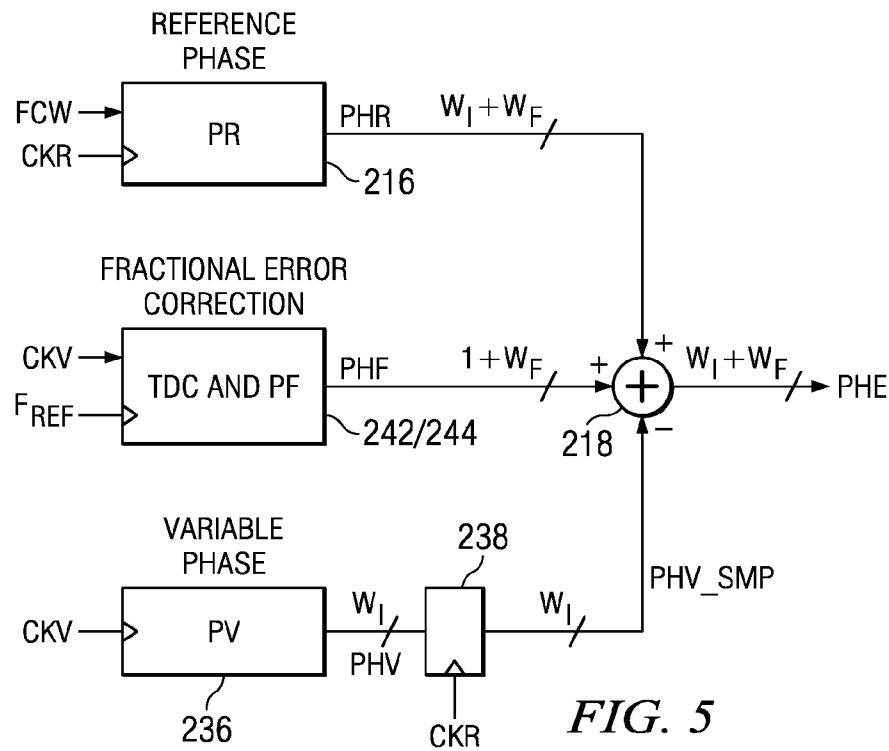 REFERENCE
PHASE
FCW
CKR
PR
PHR
W_I+W_F
216
FRACTIONAL ERROR
CORRECTION
CKV
F_REF
TDC AND PF
PHF
1+W_F
242/244
+
+
+
−
218
W_I+W_F
PHE
VARIABLE
PHASE
CKV
PV
236
W_I
PHV
238
W_I
CKR
PHV_SMP
FIG. 5